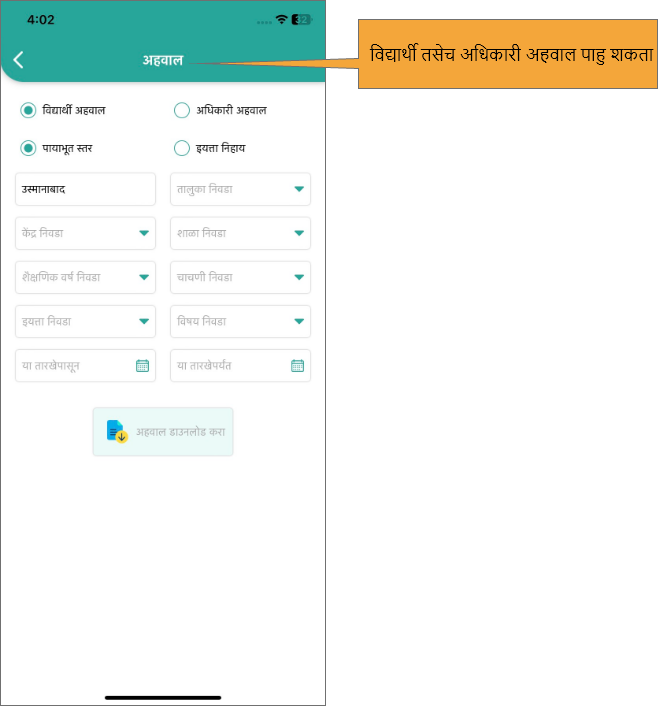 4:02
32
अहवाल
विद्यार्थी तसेच अधिकारी अहवाल पाहु शकता
विद्यार्थी अहवाल
अधिकारी अहवाल
पायाभूत स्तर
इयत्ता निहाय
उस्मानाबाद
तालुका निवडा
केंद्र निवडा
शाळा निवडा
शैक्षणिक वर्ष निवडा
चाचणी निवडा
इयत्ता निवडा
विषय निवडा
या तारखेपासून
या तारखेपर्यंत
अहवाल डाउनलोड करा